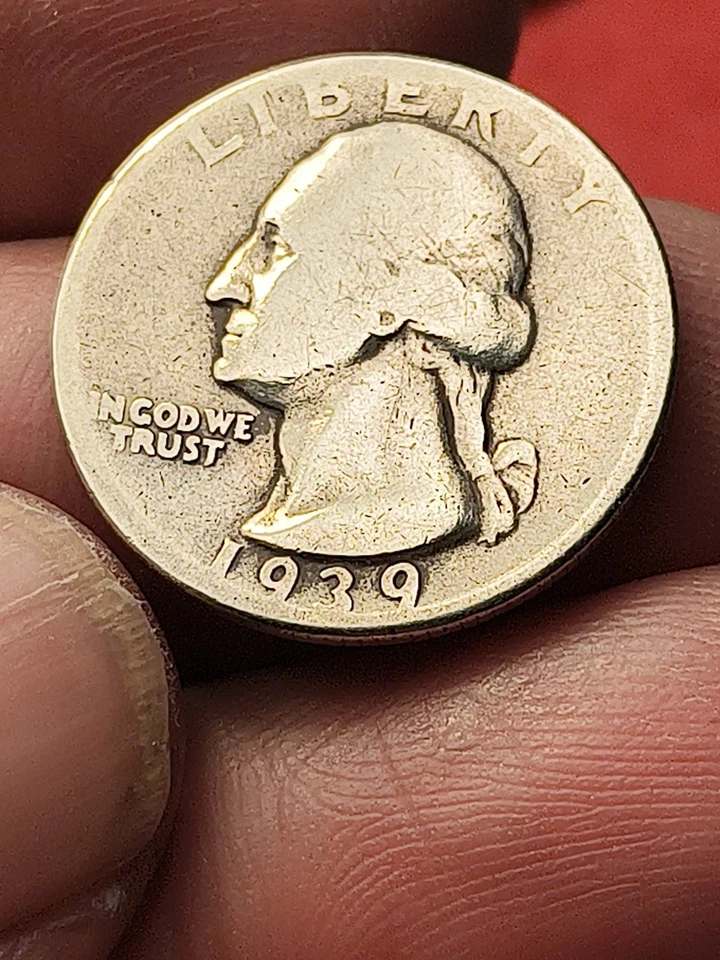 LIBERTY
IN GOD WE
TRUST
1939